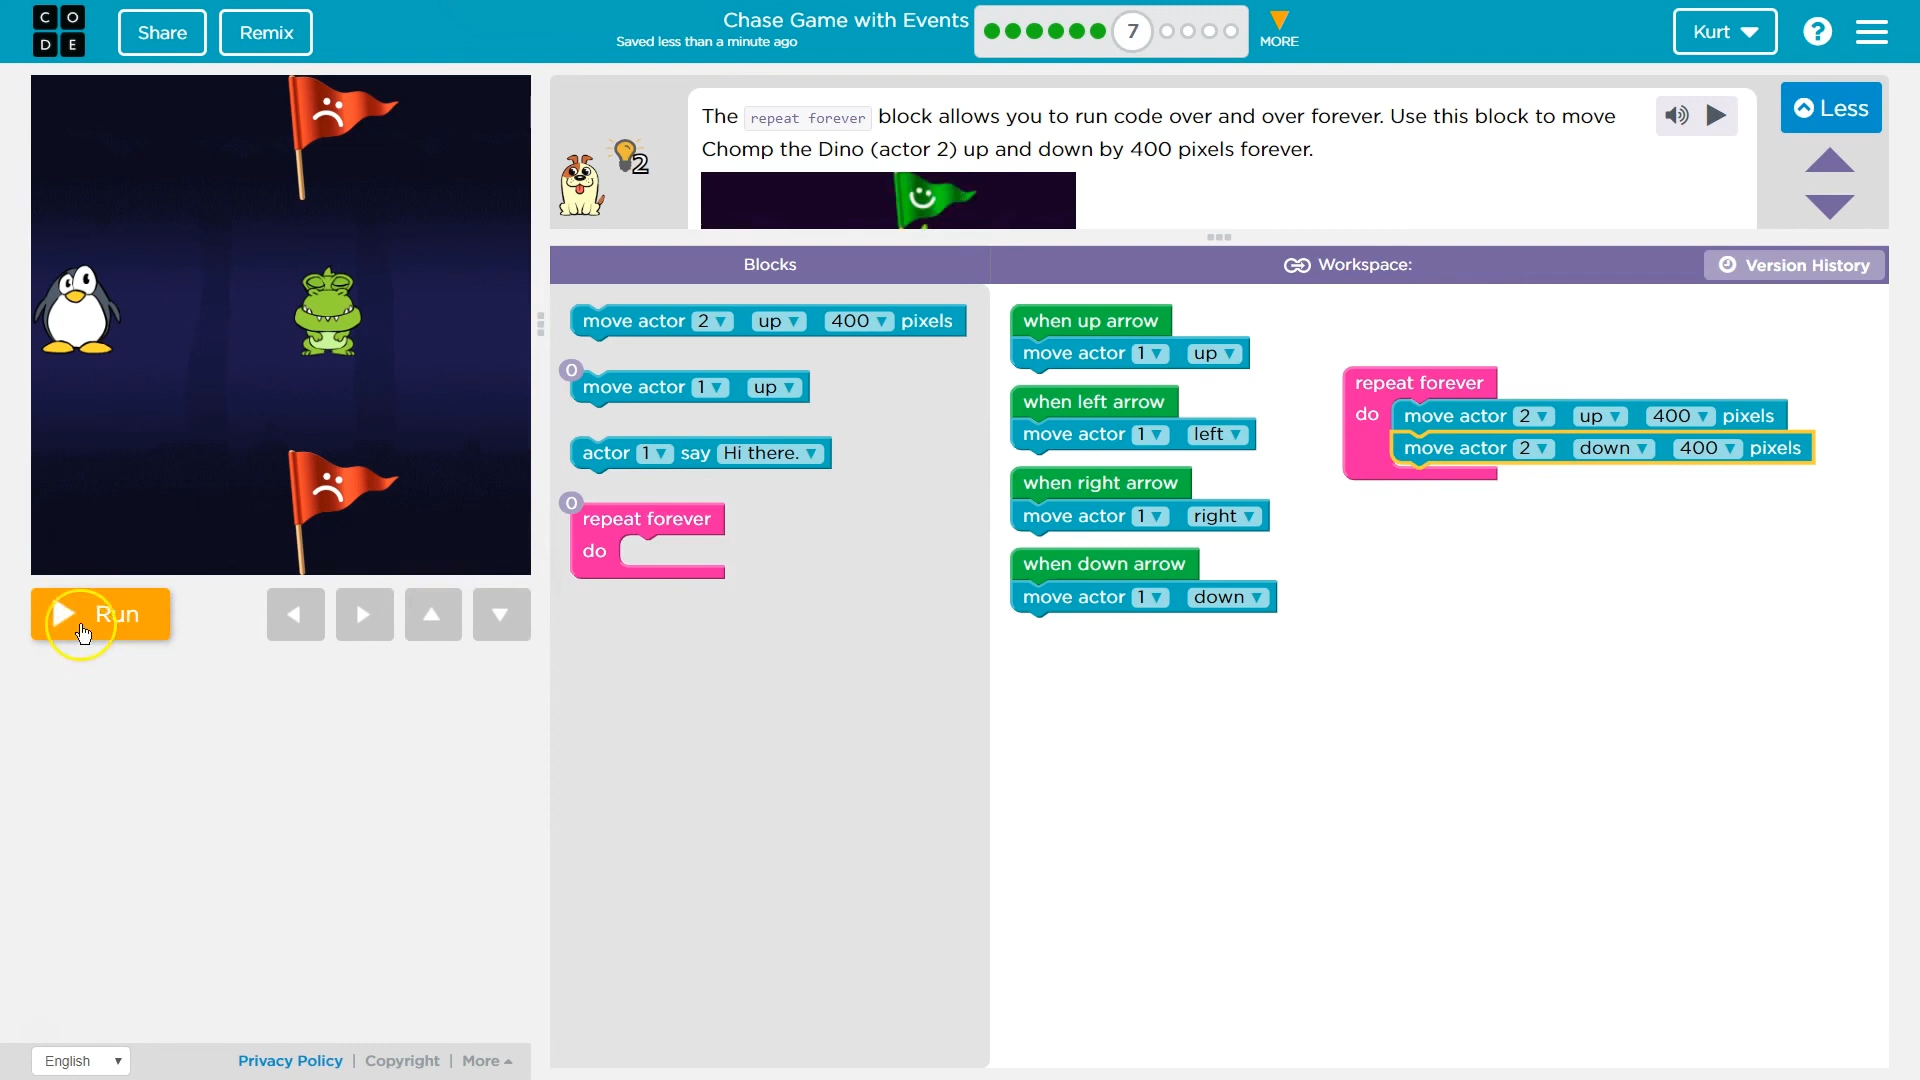 C O
D E
Share
Remix
Chase Game with Events
Saved less than a minute ago
7
MORE
Kurt
?
The repeat forever block allows you to run code over and over forever. Use this block to move
Chomp the Dino (actor 2) up and down by 400 pixels forever.
2
Less
Blocks
Workspace:
Version History
move actor 2 up 400 pixels
0
move actor 1 up
actor 1 say Hi there.
0
repeat forever
do
when up arrow
move actor 1 up
when left arrow
move actor 1 left
when right arrow
move actor 1 right
when down arrow
move actor 1 down
repeat forever
do move actor 2 up 400 pixels
move actor 2 down 400 pixels
Run
English
Privacy Policy | Copyright | More